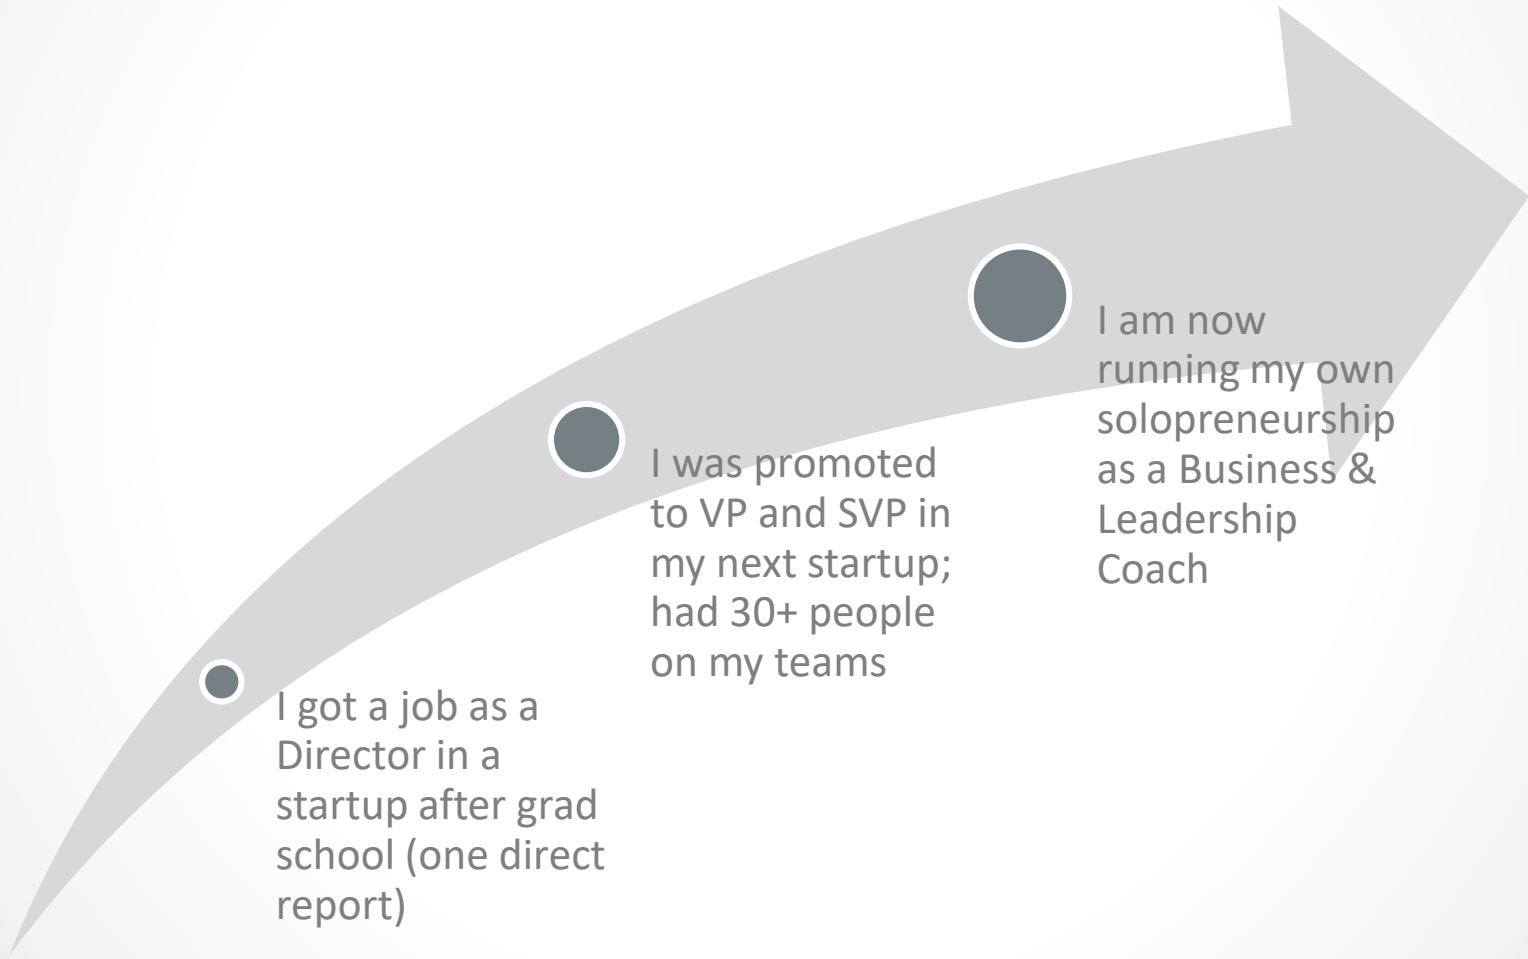 I am now
running my own
solopreneurship
as a Business &
Leadership
Coach
I was promoted
to VP and SVP in
my next startup;
had 30+ people
on my teams
I got a job as a
Director in a
startup after grad
school (one direct
report)